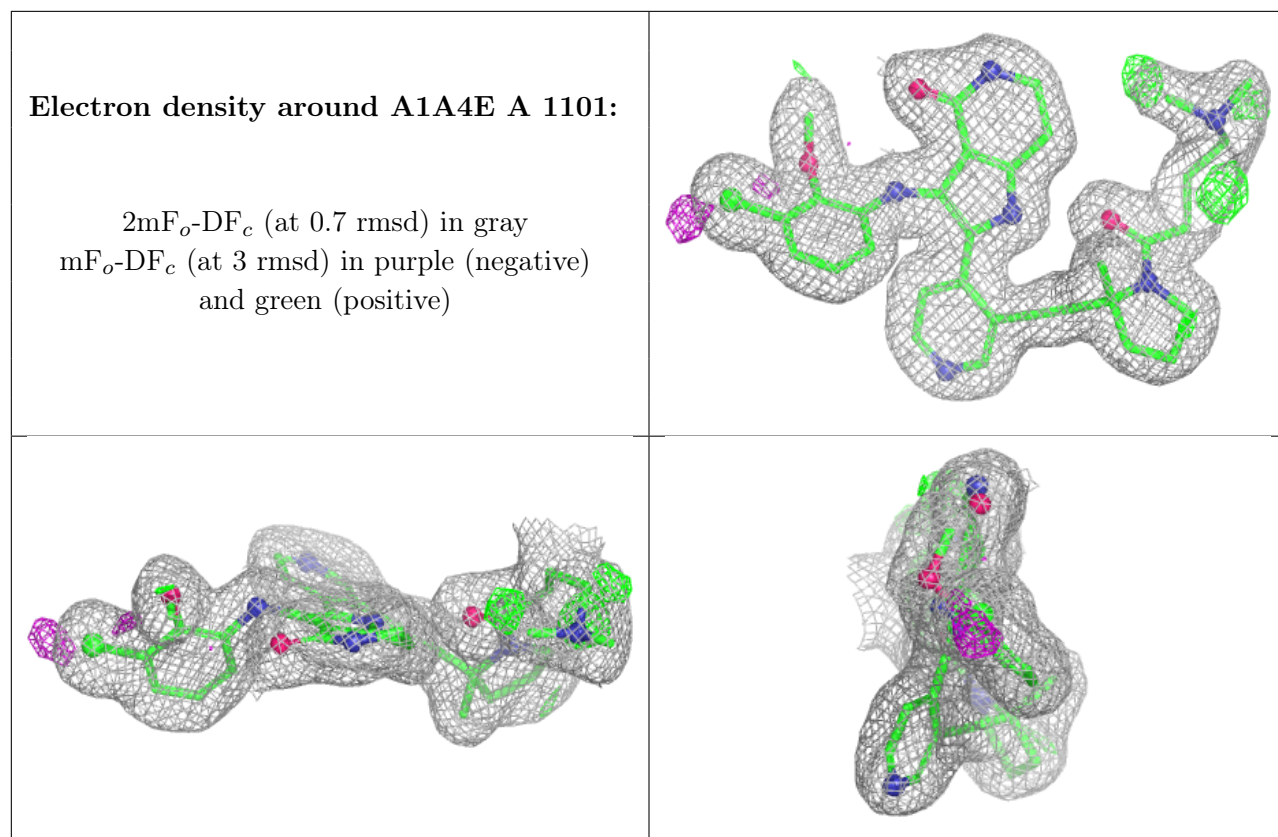 Electron density around A1A4E A 1101:
2mFo-DFc (at 0.7 rmsd) in gray
mFo-DFc (at 3 rmsd) in purple (negative)
and green (positive)